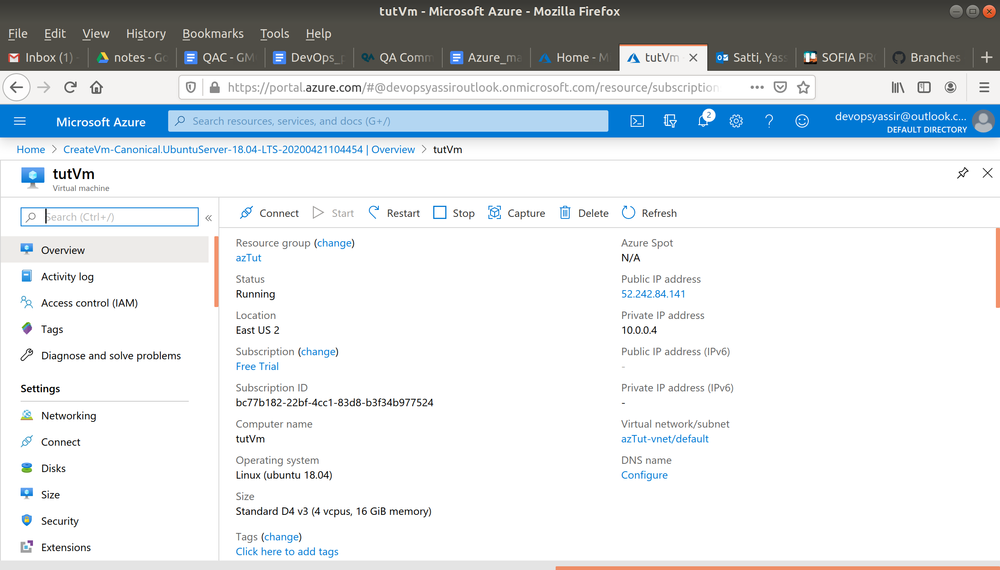 tutVm - Microsoft Azure - Mozilla Firefox
File Edit View History Bookmarks Tools Help
Inbox (1) - notes - Go QAC - GM DevOps_p QA Comm Azure_ma Home - Mi tutVm - Satti, Yass SOFIA PR Branches
https://portal.azure.com/#@devopsyassiroutlook.onmicrosoft.com/resource/subscription
Microsoft Azure Search resources, services, and docs (G+/) 2 devopsyassir@outlook.c...
DEFAULT DIRECTORY
Home > CreateVm-Canonical.UbuntuServer-18.04-LTS-20200421104454 | Overview > tutVm
tutVm
Virtual machine
Search (Ctrl+/) «
Connect Start Restart Stop Capture Delete Refresh
Overview
Activity log
Access control (IAM)
Tags
Diagnose and solve problems
Settings
Networking
Connect
Disks
Size
Security
Extensions
Resource group (change)
azTut
Status
Running
Location
East US 2
Subscription (change)
Free Trial
Subscription ID
bc77b182-22bf-4cc1-83d8-b3f34b977524
Computer name
tutVm
Operating system
Linux (ubuntu 18.04)
Size
Standard D4 v3 (4 vcpus, 16 GiB memory)
Tags (change)
Click here to add tags
Azure Spot
N/A
Public IP address
52.242.84.141
Private IP address
10.0.0.4
Public IP address (IPv6)
-
Private IP address (IPv6)
-
Virtual network/subnet
azTut-vnet/default
DNS name
Configure